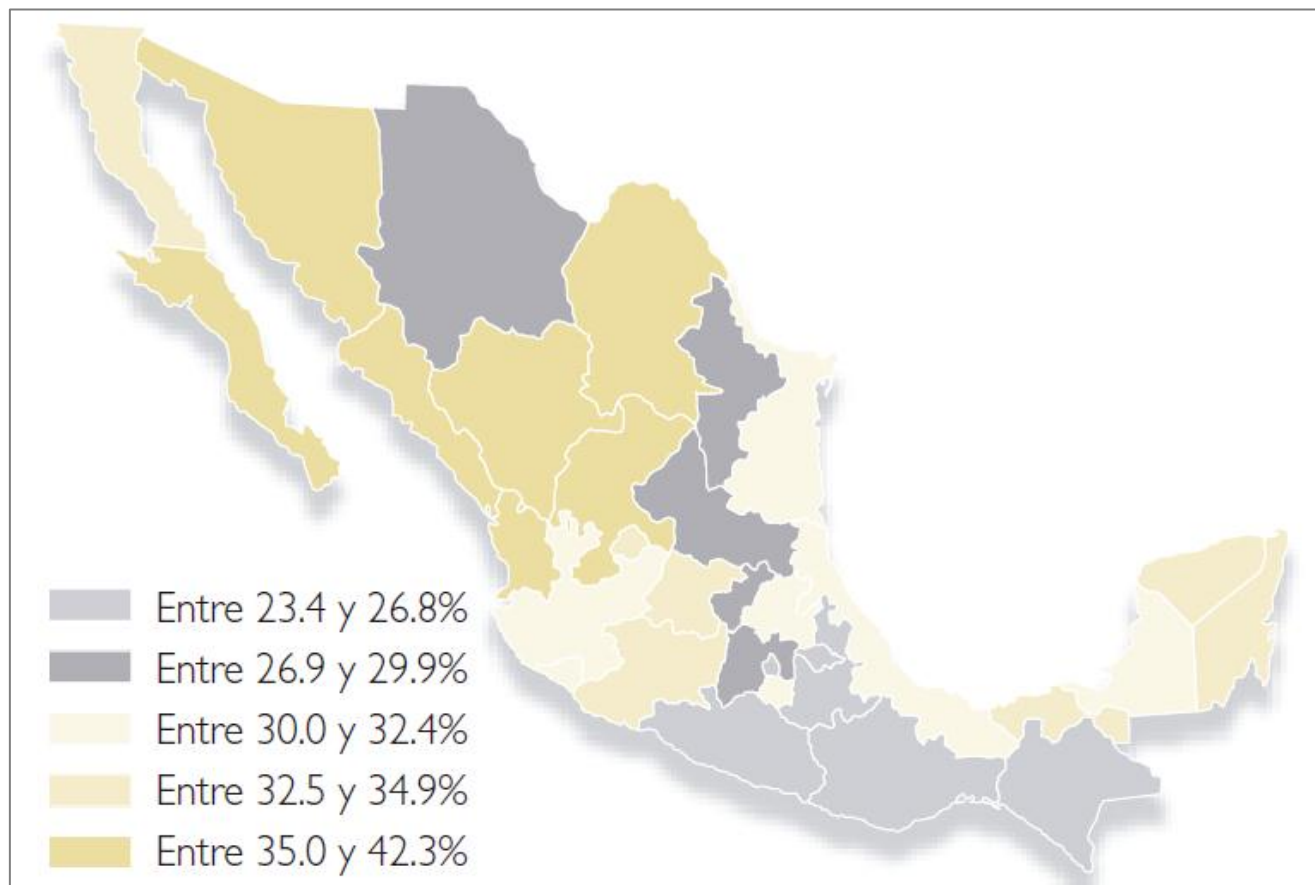 Entre 23.4 y 26.8%
Entre 26.9 y 29.9%
Entre 30.0 y 32.4%
Entre 32.5 y 34.9%
Entre 35.0 y 42.3%